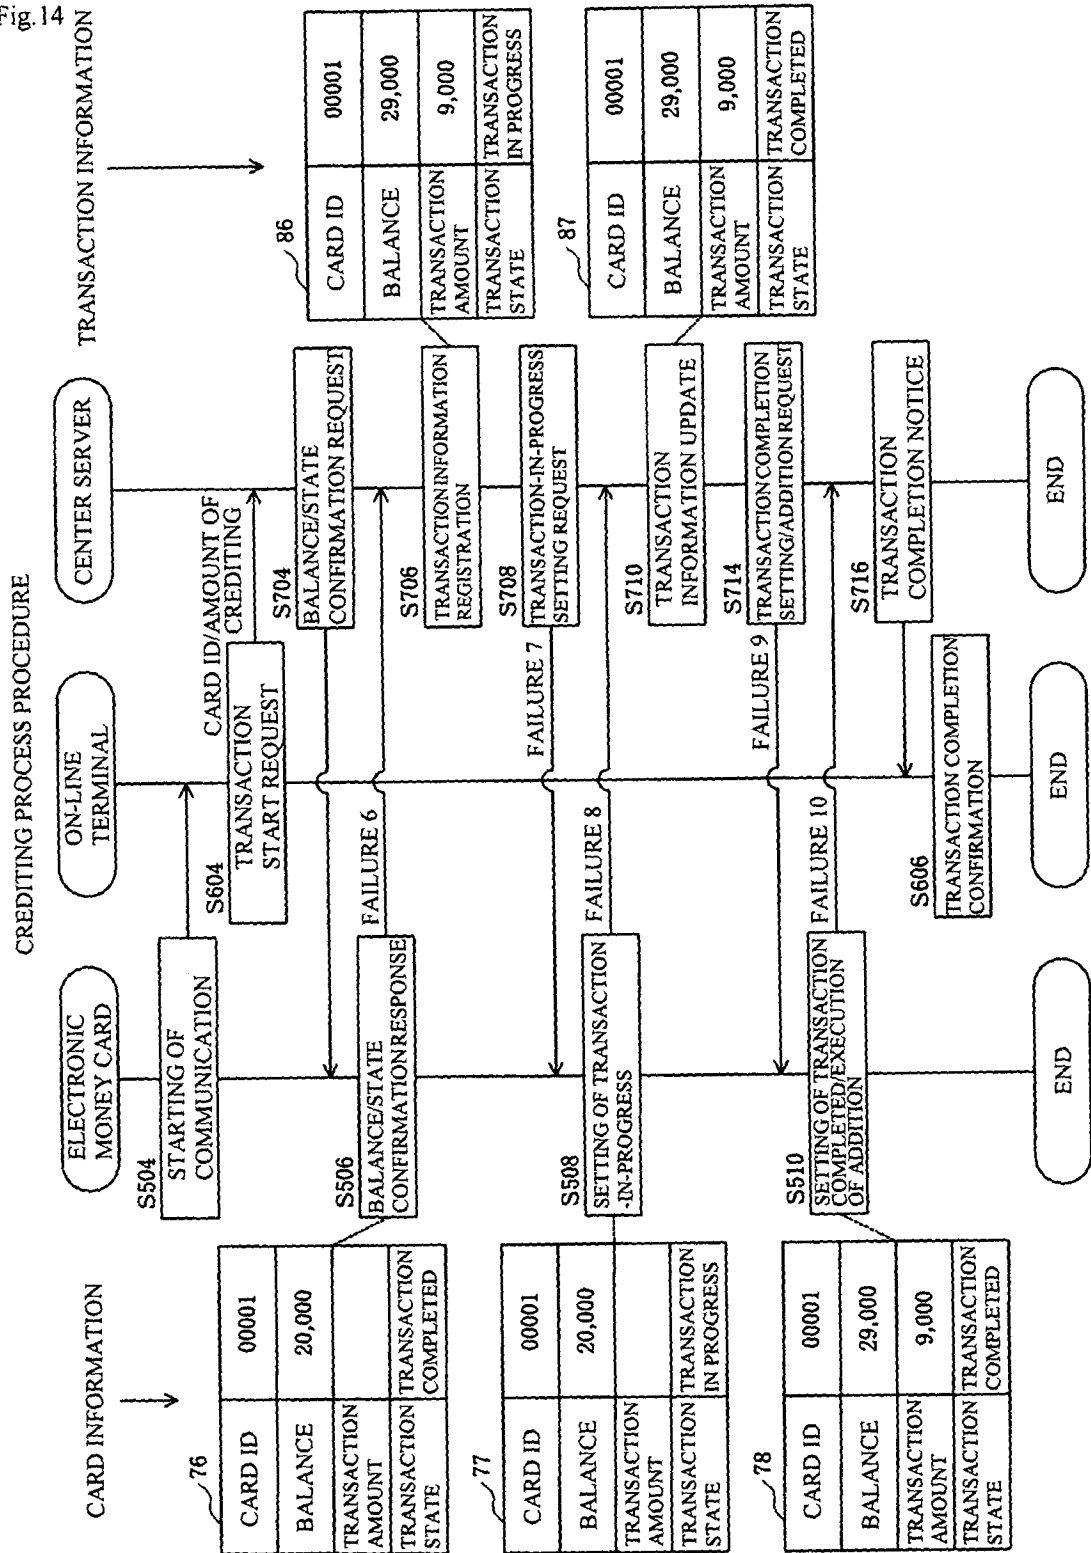 Fig.14
CREDITING PROCESS PROCEDURE
CARD INFORMATION
ELECTRONIC
MONEY CARD
ON-LINE
TERMINAL
CENTER SERVER
TRANSACTION INFORMATION
S504
STARTING OF
COMMUNICATION
S604
TRANSACTION
START REQUEST
CARD ID/AMOUNT OF
CREDITING
S704
BALANCE/STATE
CONFIRMATION REQUEST
76
CARD ID
00001
BALANCE
20,000
TRANSACTION
AMOUNT
TRANSACTION
STATE
TRANSACTION
COMPLETED
S506
BALANCE/STATE
CONFIRMATION RESPONSE
FAILURE 6
S706
TRANSACTION INFORMATION
REGISTRATION
86
CARD ID
00001
BALANCE
29,000
TRANSACTION
AMOUNT
9,000
TRANSACTION
STATE
TRANSACTION
IN PROGRESS
S708
TRANSACTION-IN-PROGRESS
SETTING REQUEST
FAILURE 7
77
CARD ID
00001
BALANCE
20,000
TRANSACTION
AMOUNT
TRANSACTION
STATE
TRANSACTION
IN PROGRESS
S508
SETTING OF TRANSACTION
-IN-PROGRESS
FAILURE 8
S710
TRANSACTION
INFORMATION UPDATE
87
CARD ID
00001
BALANCE
29,000
TRANSACTION
AMOUNT
9,000
TRANSACTION
STATE
TRANSACTION
COMPLETED
S714
TRANSACTION COMPLETION
SETTING/ADDITION REQUEST
FAILURE 9
78
CARD ID
00001
BALANCE
29,000
TRANSACTION
AMOUNT
9,000
TRANSACTION
STATE
TRANSACTION
COMPLETED
S510
SETTING OF TRANSACTION
COMPLETED/EXECUTION
OF ADDITION
FAILURE 10
S716
TRANSACTION
COMPLETION NOTICE
S606
TRANSACTION COMPLETION
CONFIRMATION
END
END
END